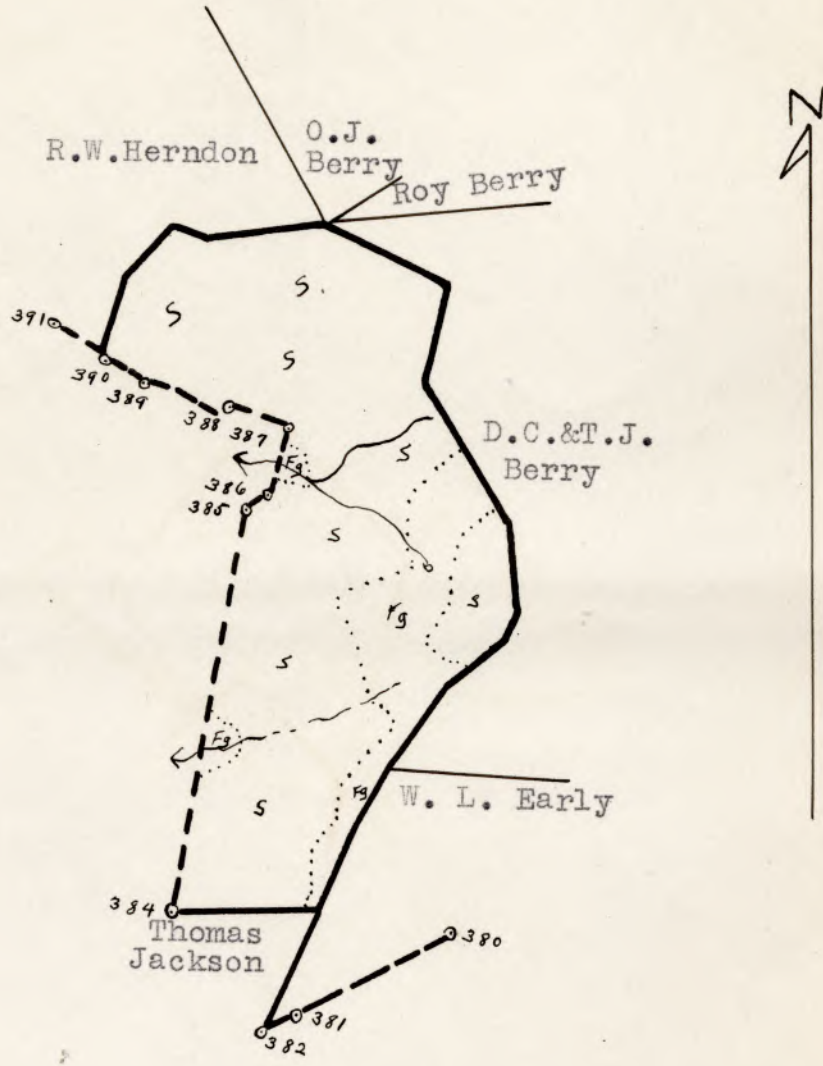 N
R.W.Herndon
O.J.
Berry
Roy Berry
S
S
391
S
390
389
388
387
D.C.&T.J.
Berry
S
Fg
386
385
S
Fg
S
S
Fg
S
Fg
W. L. Early
384
Thomas
Jackson
380
381
382